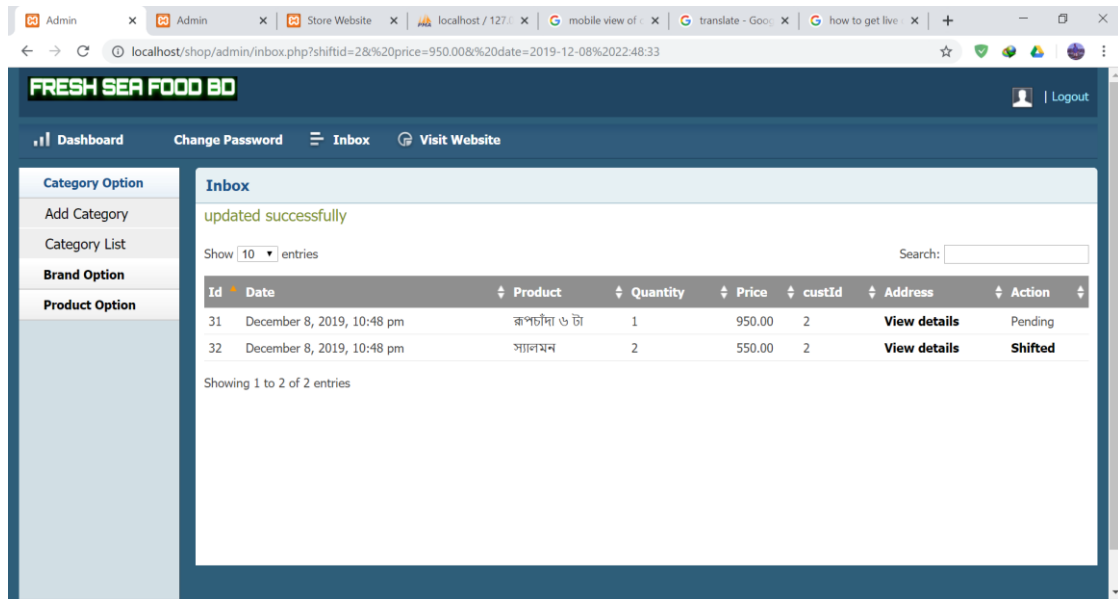 Admin
Admin
Store Website
localhost / 127.0
mobile view of c
translate - Goog
how to get live
localhost/shop/admin/inbox.php?shiftid=2&%20price=950.00&%20date=2019-12-08%2022:48:33
FRESH SEA FOOD BD
| Logout
Dashboard Change Password Inbox Visit Website
Category Option
Add Category
Category List
Brand Option
Product Option
Inbox
updated successfully
Show 10 entries Search:
Id Date Product Quantity Price custId Address Action
31 December 8, 2019, 10:48 pm রূপচাঁদা ৬ টা 1 950.00 2 View details Pending
32 December 8, 2019, 10:48 pm স্যালমন 2 550.00 2 View details Shifted
Showing 1 to 2 of 2 entries